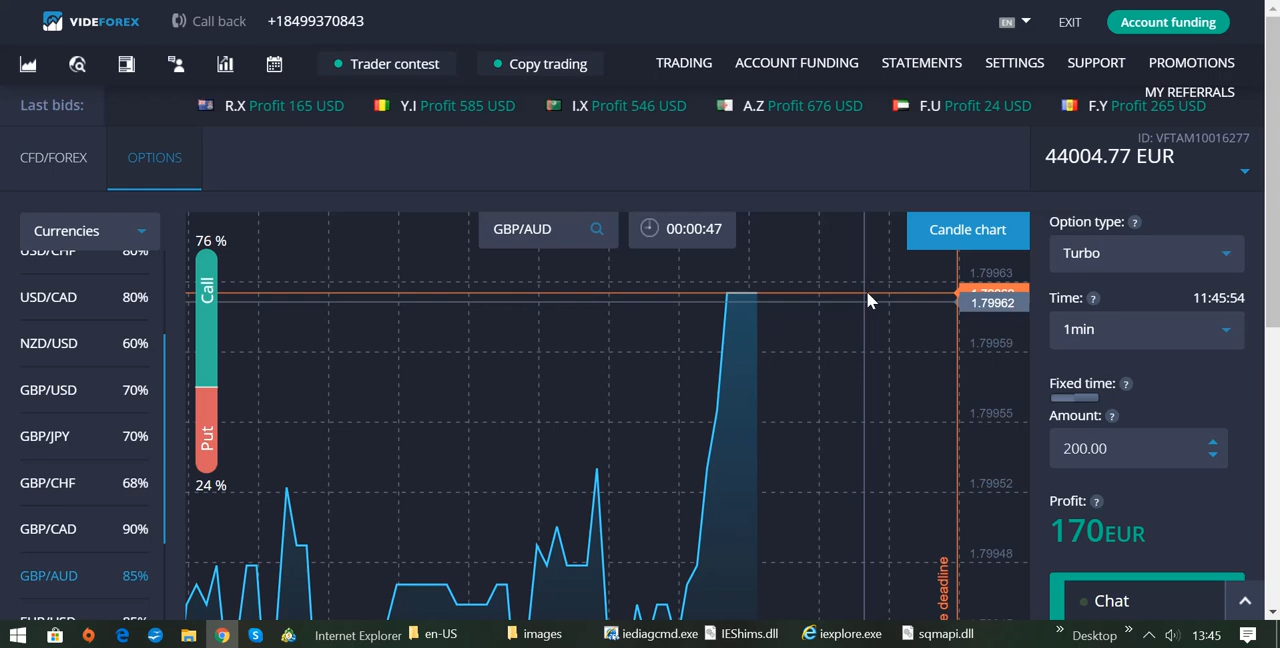 VIDEFOREX
Call back
+18499370843
EN
EXIT
Account funding
Trader contest
Copy trading
TRADING
ACCOUNT FUNDING
STATEMENTS
SETTINGS
SUPPORT
PROMOTIONS
MY REFERRALS
Last bids:
R.X Profit 165 USD
Y.I Profit 585 USD
I.X Profit 546 USD
A.Z Profit 676 USD
F.U Profit 24 USD
F.Y Profit 265 USD
CFD/FOREX
OPTIONS
ID: VFTAM10016277
44004.77 EUR
Currencies
USD/CHF 80%
USD/CAD 80%
NZD/USD 60%
GBP/USD 70%
GBP/JPY 70%
GBP/CHF 68%
GBP/CAD 90%
GBP/AUD 85%
76 %
Call
Put
24 %
GBP/AUD
00:00:47
Candle chart
1.79963
1.79962
1.79959
1.79955
1.79952
1.79948
e deadline
Option type: ?
Turbo
Time: ? 11:45:54
1min
Fixed time: ?
Amount: ?
200.00
Profit: ?
170EUR
Chat
Internet Explorer
en-US
images
iediagcmd.exe
IEShims.dll
iexplore.exe
sqmapi.dll
Desktop
13:45